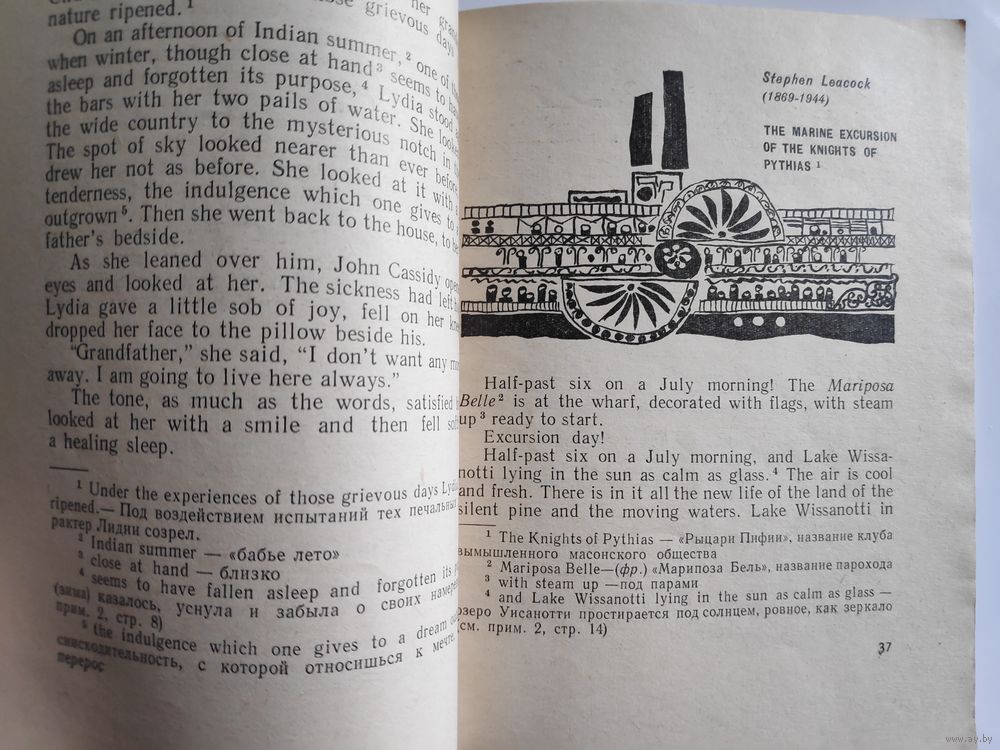 nature ripened. 1
On an afternoon of Indian summer, 2 one of
when winter, though close at hand 3 seems to
asleep and forgotten its purpose, 4 Lydia stood
the bars with her two pails of water. She
the wide country to the mysterious notch in
The spot of sky looked nearer than ever before
drew her not as before. She looked at it with
tenderness, the indulgence which one gives to
outgrown 5. Then she went back to the house, to
father's bedside.
As she leaned over him, John Cassidy
eyes and looked at her. The sickness had left
Lydia gave a little sob of joy, fell on her
dropped her face to the pillow beside his.
“Grandfather,” she said, “I don't want any
away. I am going to live here always.”
The tone, as much as the words, satisfied
looked at her with a smile and then fell
a healing sleep.
1 Under the experiences of those grievous days
ripened.— Под воздействием испытаний тех печальных
рактер Лидии созрел.
2 Indian summer — «бабье лето»
3 close at hand — близко
4 seems to have fallen asleep and forgotten its
(зима) казалось, уснула и забыла о своих
прим. 2, стр. 8)
5 the indulgence which one gives to a dream
снисходительность, с которой относишься к мечте,
перерос
Stephen Leacock
(1869-1944)
THE MARINE EXCURSION
OF THE KNIGHTS OF
PYTHIAS 1
Half-past six on a July morning! The Mariposa
Belle 2 is at the wharf, decorated with flags, with steam
up 3 ready to start.
Excursion day!
Half-past six on a July morning, and Lake Wissa-
notti lying in the sun as calm as glass. 4 The air is cool
and fresh. There is in it all the new life of the land of the
silent pine and the moving waters. Lake Wissanotti in
1 The Knights of Pythias — «Рыцари Пифии», название клуба
вымышленного масонского общества
2 Mariposa Belle—(фр.) «Марипоза Бель», название парохода
3 with steam up —под парами
4 and Lake Wissanotti lying in the sun as calm as glass —
озеро Уисанотти простирается под солнцем, ровное, как зеркало
см. прим. 2, стр. 14)
37
www.ay.by